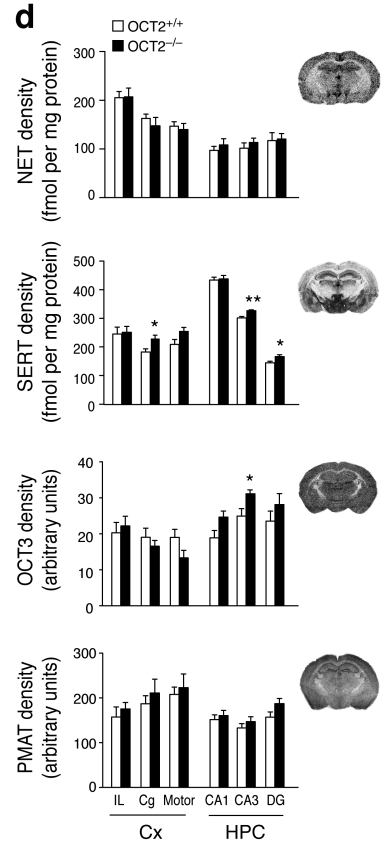 d
OCT2+/+
OCT2–/–
NET density
(fmol per mg protein)
300
200
100
0
SERT density
(fmol per mg protein)
500
400
300
200
100
0
*
**
*
OCT3 density
(arbitrary units)
40
30
20
10
0
*
PMAT density
(arbitrary units)
300
200
100
0
IL Cg Motor CA1 CA3 DG
Cx HPC